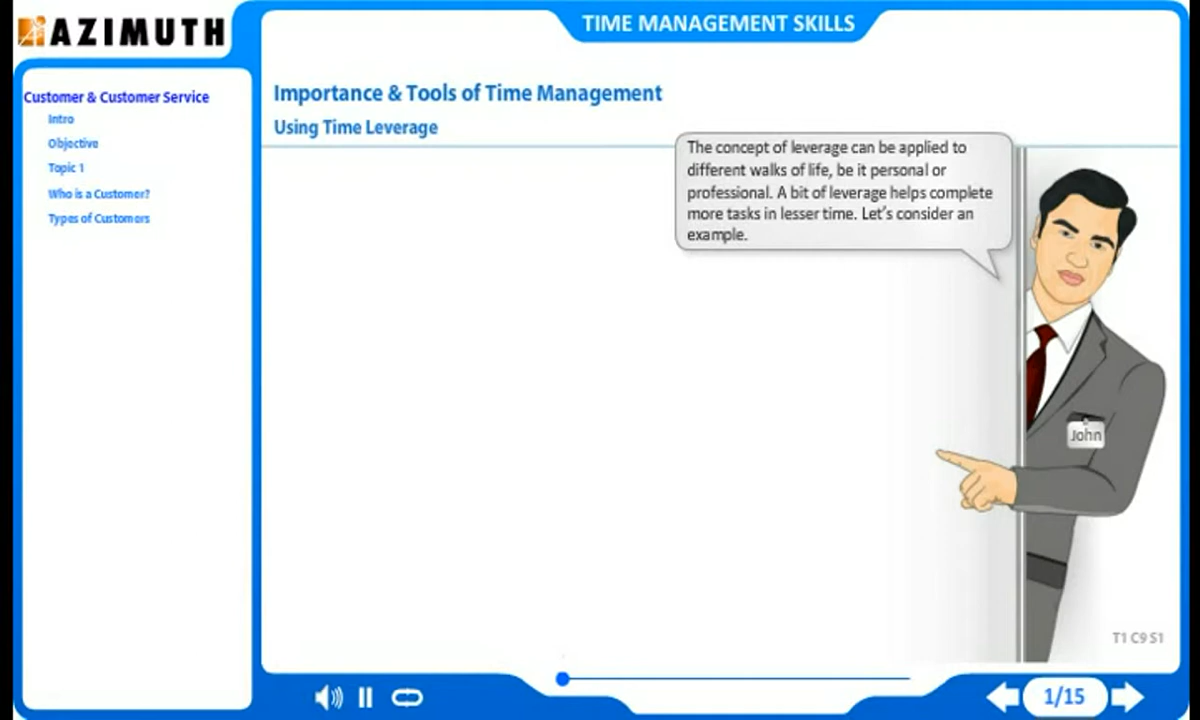 AZIMUTH
TIME MANAGEMENT SKILLS
Customer & Customer Service
Intro
Objective
Topic 1
Who is a Customer?
Types of Customers
Importance & Tools of Time Management
Using Time Leverage
The concept of leverage can be applied to
different walks of life, be it personal or
professional. A bit of leverage helps complete
more tasks in lesser time. Let's consider an
example.
John
T1 C9 S1
1/15